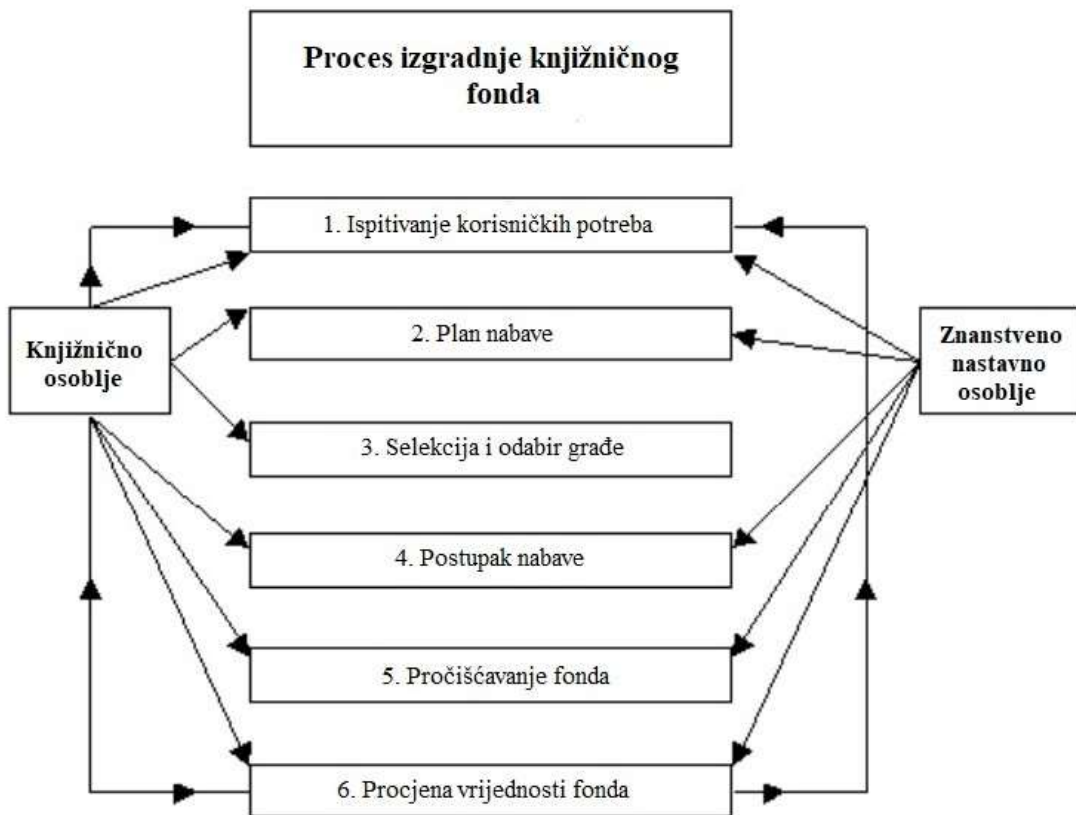 Proces izgradnje knjižničnog
fonda
1. Ispitivanje korisničkih potreba
Knjižnično
osoblje
2. Plan nabave
Znanstveno
nastavno
osoblje
3. Selekcija i odabir građe
4. Postupak nabave
5. Pročišćavanje fonda
6. Procjena vrijednosti fonda